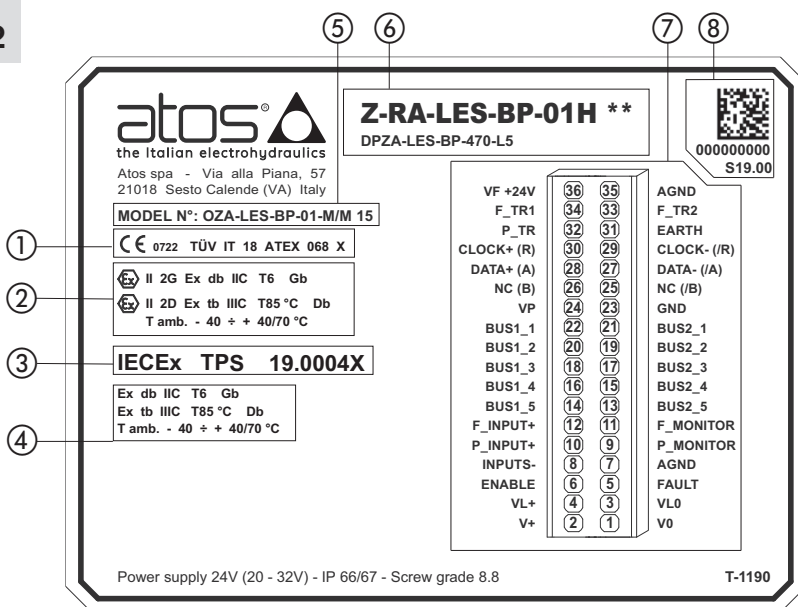 2
⑤ ⑥ ⑦ ⑧
atos®
the Italian electrohydraulics
Atos spa - Via alla Piana, 57
21018 Sesto Calende (VA) Italy
Z-RA-LES-BP-01H **
DPZA-LES-BP-470-L5
000000000
S19.00
MODEL N°: OZA-LES-BP-01-M/M 15
① CE 0722 TÜV IT 18 ATEX 068 X
② Ex II 2G Ex db IIC T6 Gb
Ex II 2D Ex tb IIIC T85 °C Db
T amb. - 40 ÷ + 40/70 °C
③ IECEx TPS 19.0004X
④ Ex db IIC T6 Gb
Ex tb IIIC T85 °C Db
T amb. - 40 ÷ + 40/70 °C
VF +24V 36 35 AGND
F_TR1 34 33 F_TR2
P_TR 32 31 EARTH
CLOCK+ (R) 30 29 CLOCK- (/R)
DATA+ (A) 28 27 DATA- (/A)
NC (B) 26 25 NC (/B)
VP 24 23 GND
BUS1_1 22 21 BUS2_1
BUS1_2 20 19 BUS2_2
BUS1_3 18 17 BUS2_3
BUS1_4 16 15 BUS2_4
BUS1_5 14 13 BUS2_5
F_INPUT+ 12 11 F_MONITOR
P_INPUT+ 10 9 P_MONITOR
INPUTS- 8 7 AGND
ENABLE 6 5 FAULT
VL+ 4 3 VL0
V+ 2 1 V0
Power supply 24V (20 - 32V) - IP 66/67 - Screw grade 8.8
T-1190